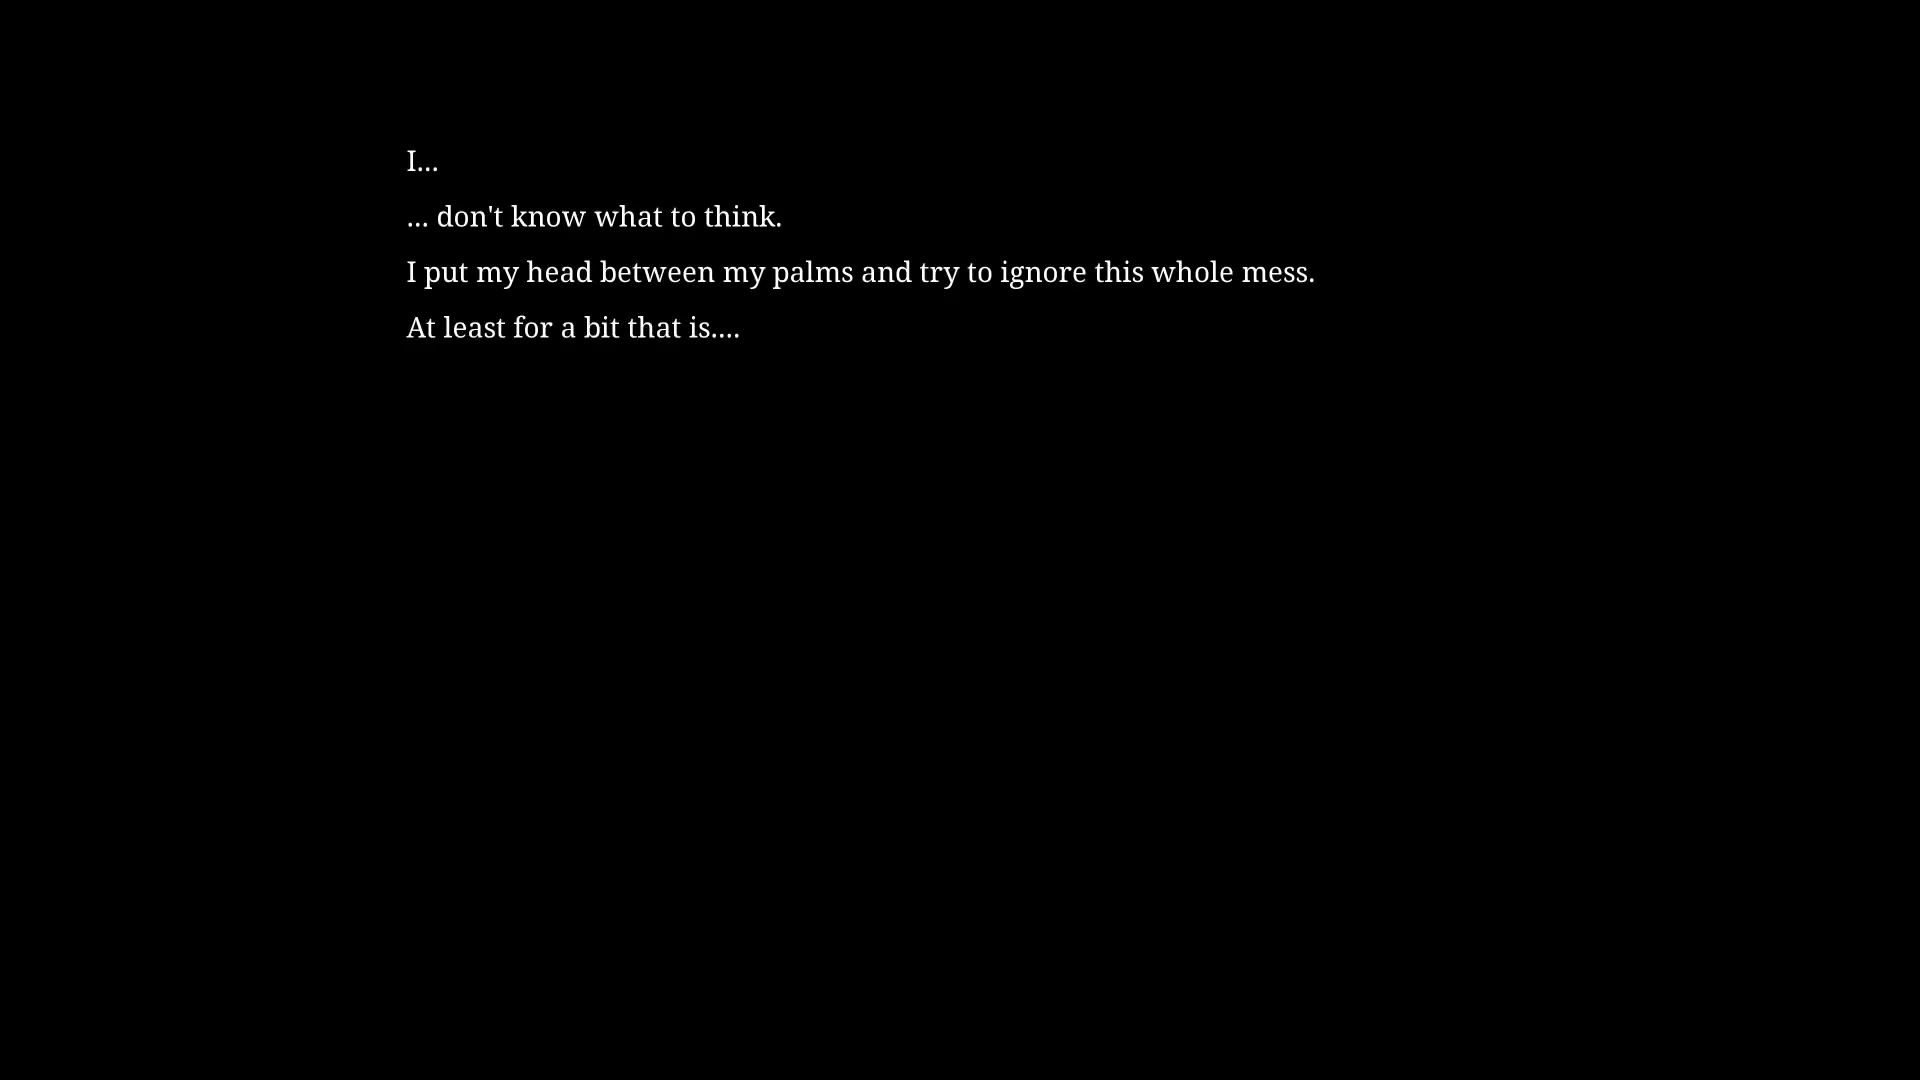 I...
... don't know what to think.
I put my head between my palms and try to ignore this whole mess.
At least for a bit that is....